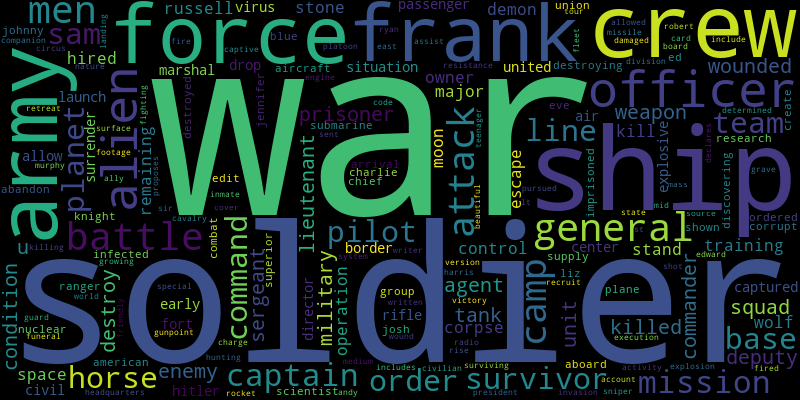 men
russell
virus
stone
passenger
union
tour
demon
crew
johnny
companion
circus
nature
sam
force
frank
allowed
missile
damaged
robert
card
board
include
landing
hired
fire
captive
blue
platoon
ryan
east
assist
fleet
ed
wounded
army
alien
marshal
drop
aircraft
situation
united
destroying
division
resistance
owner
officer
launch
planet
war
prisoner
major
weapon
team
retreat
surface
footage
surrender
remaining
fighting
destroyed
jennifer
engine
code
sent
submarine
moon
attack
line
air
eve
kill
explosive
research
determined
declares
create
allow
murphy
ally
proposes
arrival
charlie
chief
teenager
beautiful
escape
ship
imprisoned
mass
discovering
grave
abandon
inmate
edit
cover
lieutenant
pursued
lt
state
mid
source
ordered
corrupt
knight
sir
cavalry
battle
pilot
general
shown
training
u
killing
infected
growing
combat
command
sergeant
superior
border
writer
control
center
stand
edward
soldier
version
harris
supply
liz
shot
captured
condition
ranger
world
destroy
special
friendly
military
operation
director
system
group
written
agent
victory
recruit
camp
plane
unit
commander
squad
guard
funeral
nuclear
early
fort
gunpoint
charge
hunting
rifle
josh
wound
corpse
tank
radio
rise
killed
execution
base
wolf
deputy
fired
space
american
horse
enemy
captain
medium
includes
civilian
order
surviving
survivor
aboard
activity
explosion
mission
civil
headquarters
hitler
rocket
scientist
andy
president
invasion
account
sniper